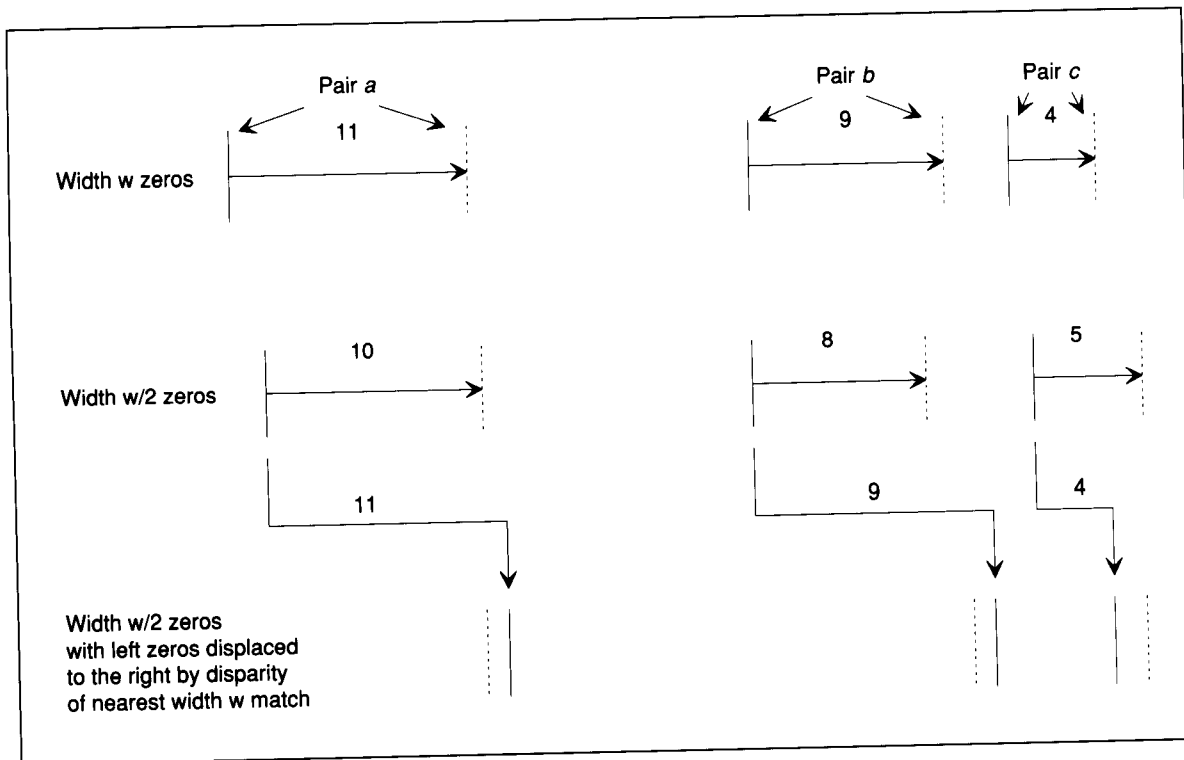 Pair a
Pair b
Pair c
11
9
4
Width w zeros
10
8
5
Width w/2 zeros
11
9
4
Width w/2 zeros
with left zeros displaced
to the right by disparity
of nearest width w match